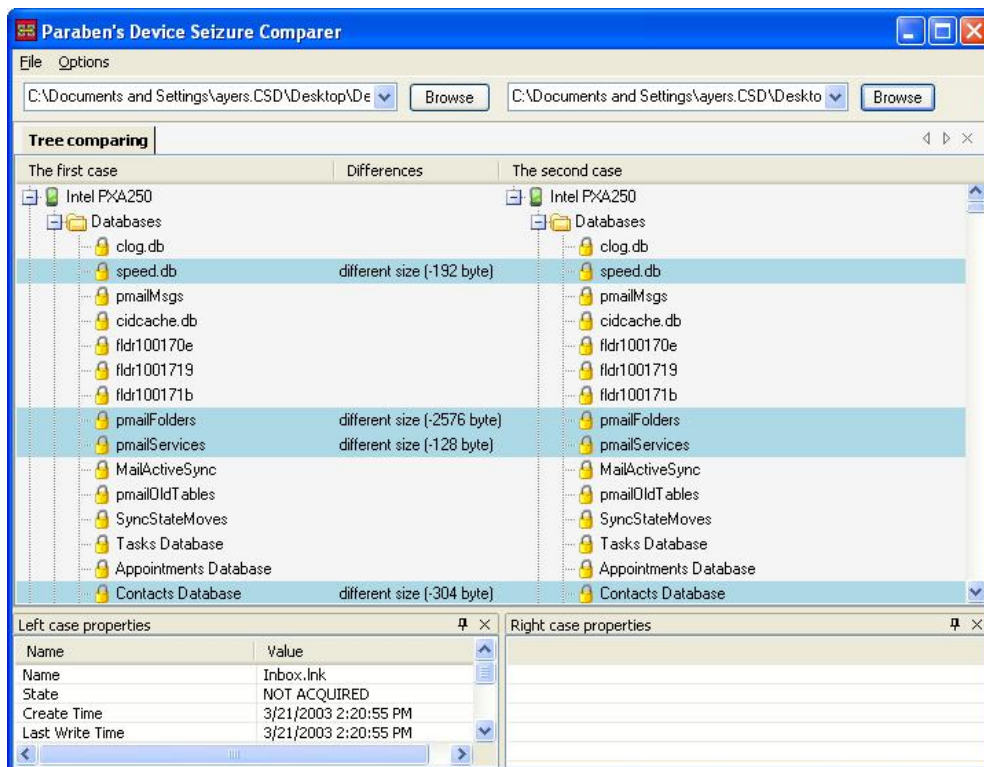 Paraben's Device Seizure Comparer
File Options
C:\Documents and Settings\ayers.CSD\Desktop\De Browse C:\Documents and Settings\ayers.CSD\Deskto Browse
Tree comparing
The first case Differences The second case
Intel PXA250 Intel PXA250
Databases Databases
clog.db clog.db
speed.db different size (-192 byte) speed.db
pmailMsgs pmailMsgs
cidcache.db cidcache.db
fldr100170e fldr100170e
fldr1001719 fldr1001719
fldr100171b fldr100171b
pmailFolders different size (-2576 byte) pmailFolders
pmailServices different size (-128 byte) pmailServices
MailActiveSync MailActiveSync
pmailOldTables pmailOldTables
SyncStateMoves SyncStateMoves
Tasks Database Tasks Database
Appointments Database Appointments Database
Contacts Database different size (-304 byte) Contacts Database
Left case properties Right case properties
Name Value
Name Inbox.lnk
State NOT ACQUIRED
Create Time 3/21/2003 2:20:55 PM
Last Write Time 3/21/2003 2:20:55 PM